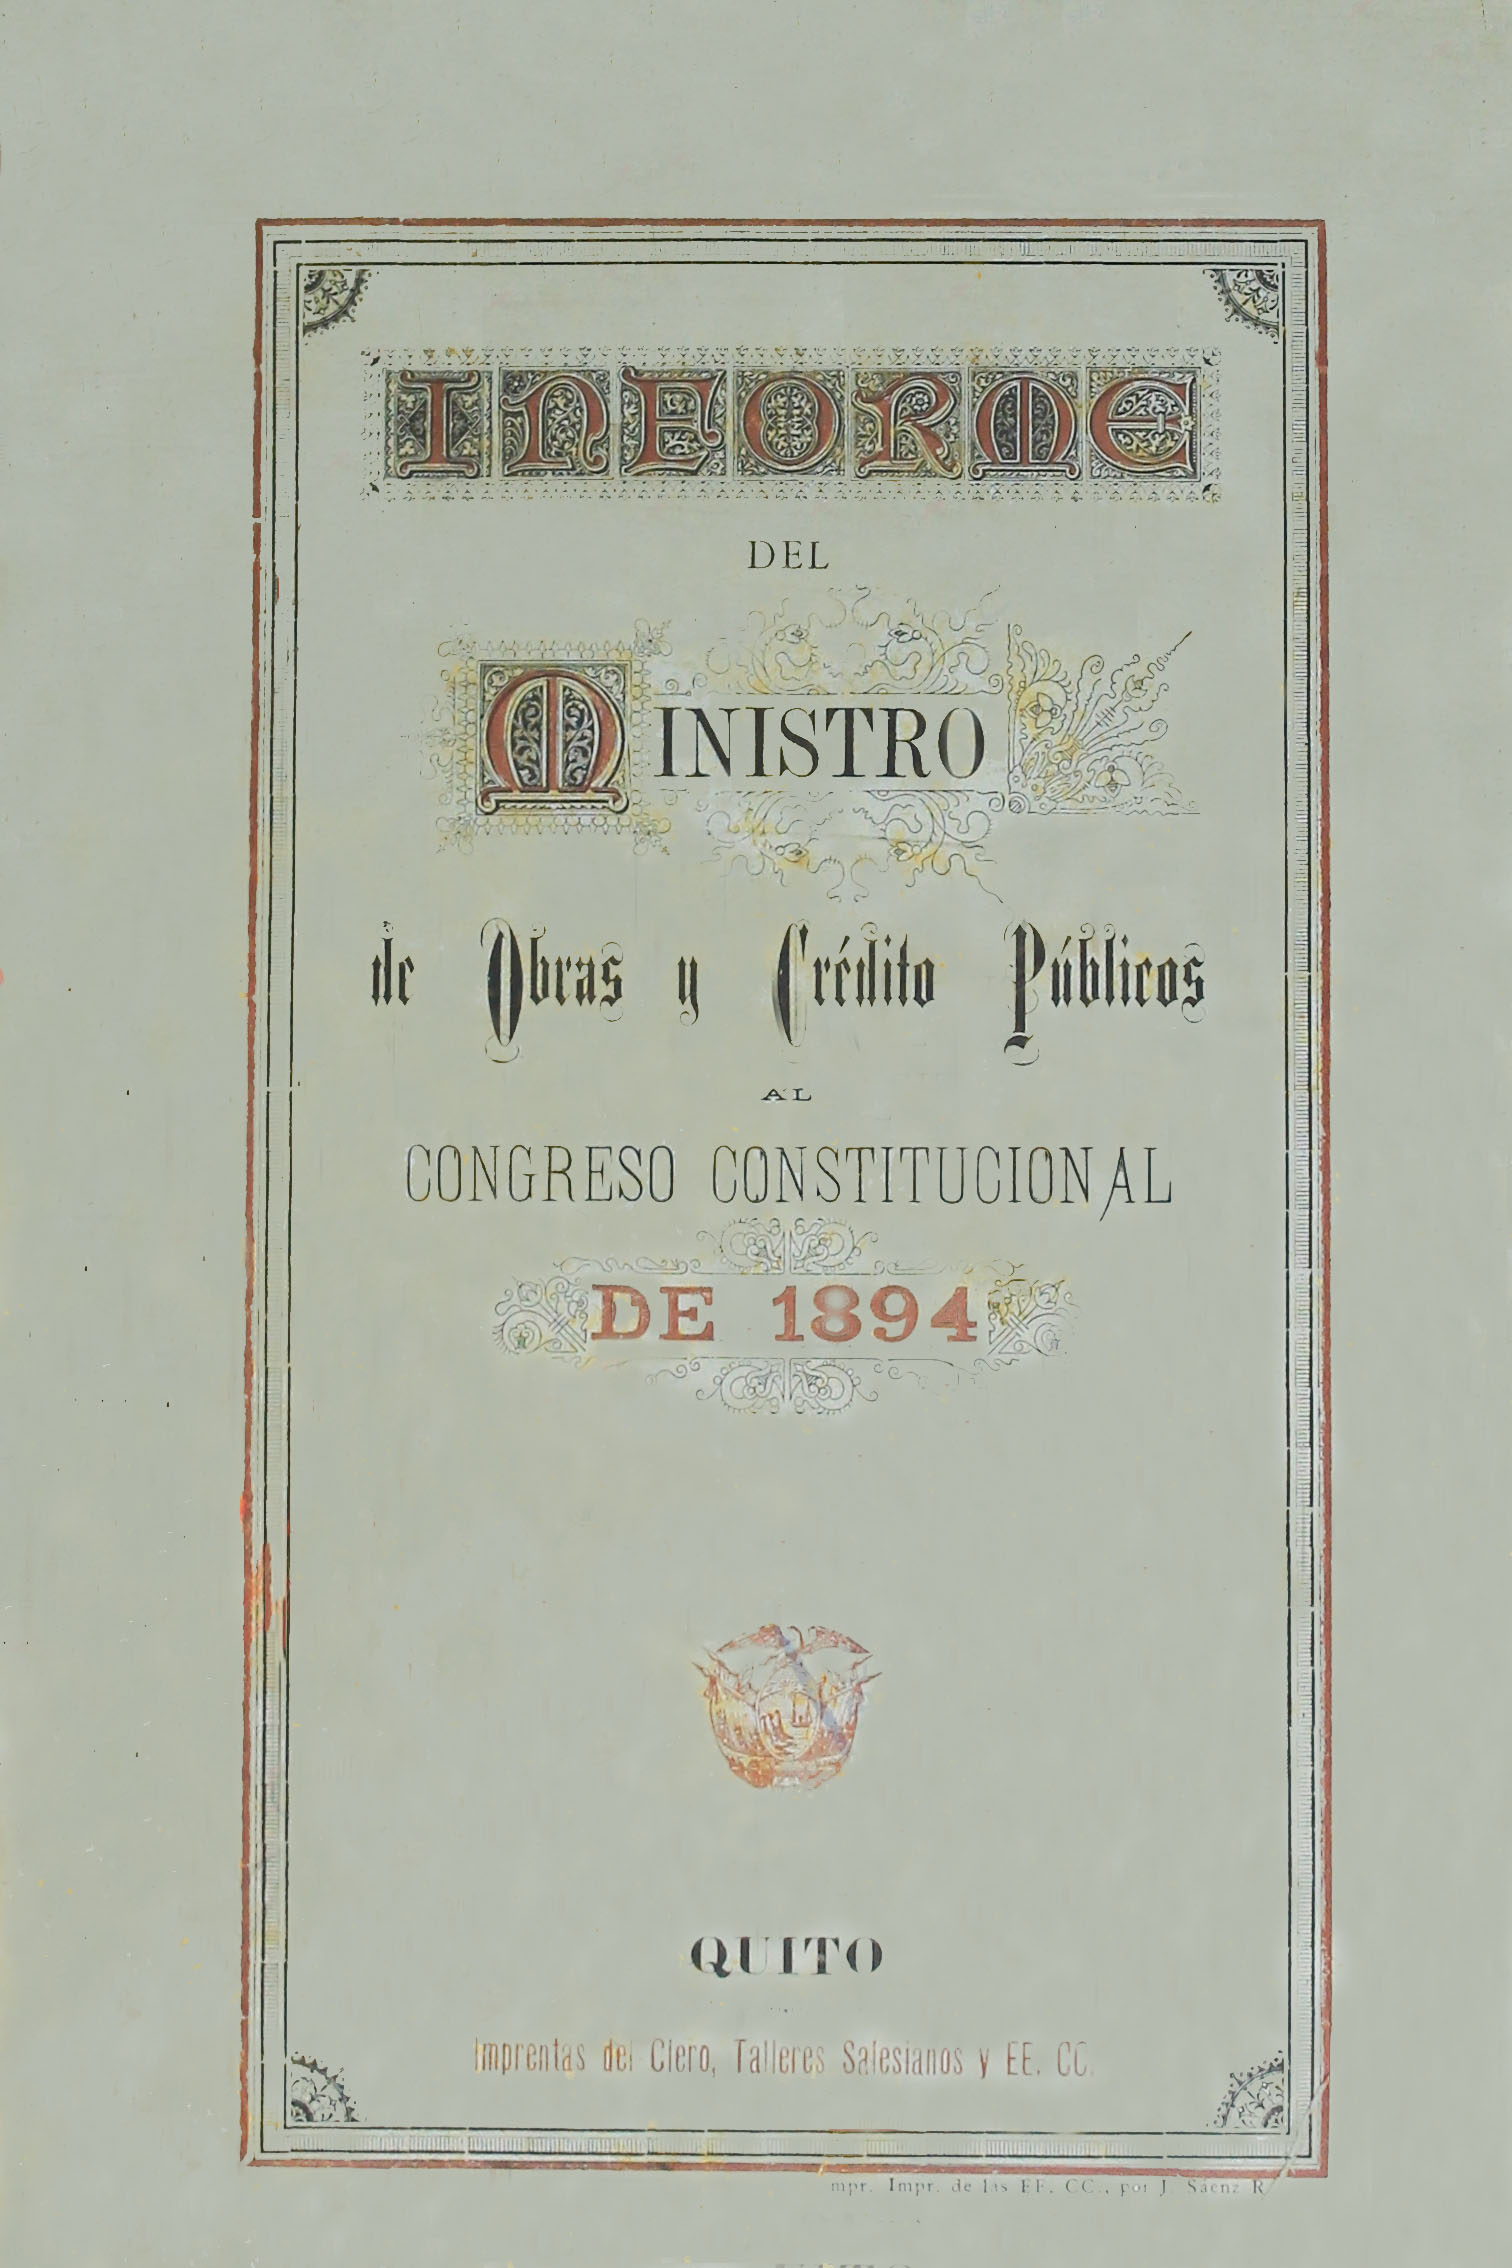 INFORME
DEL
MINISTRO
de Obras y Crédito Públicos
AL
CONGRESO CONSTITUCIONAL
DE 1894
QUITO
Imprentas del Clero, Talleres Salesianos y EE. CC.
mpr. Impr. de las EE. CC., por J. Sáenz R